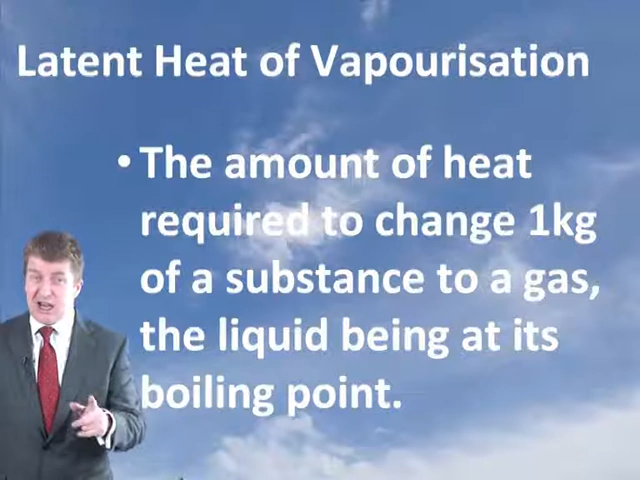 Latent Heat of Vapourisation
• The amount of heat
required to change 1kg
of a substance to a gas,
the liquid being at its
boiling point.